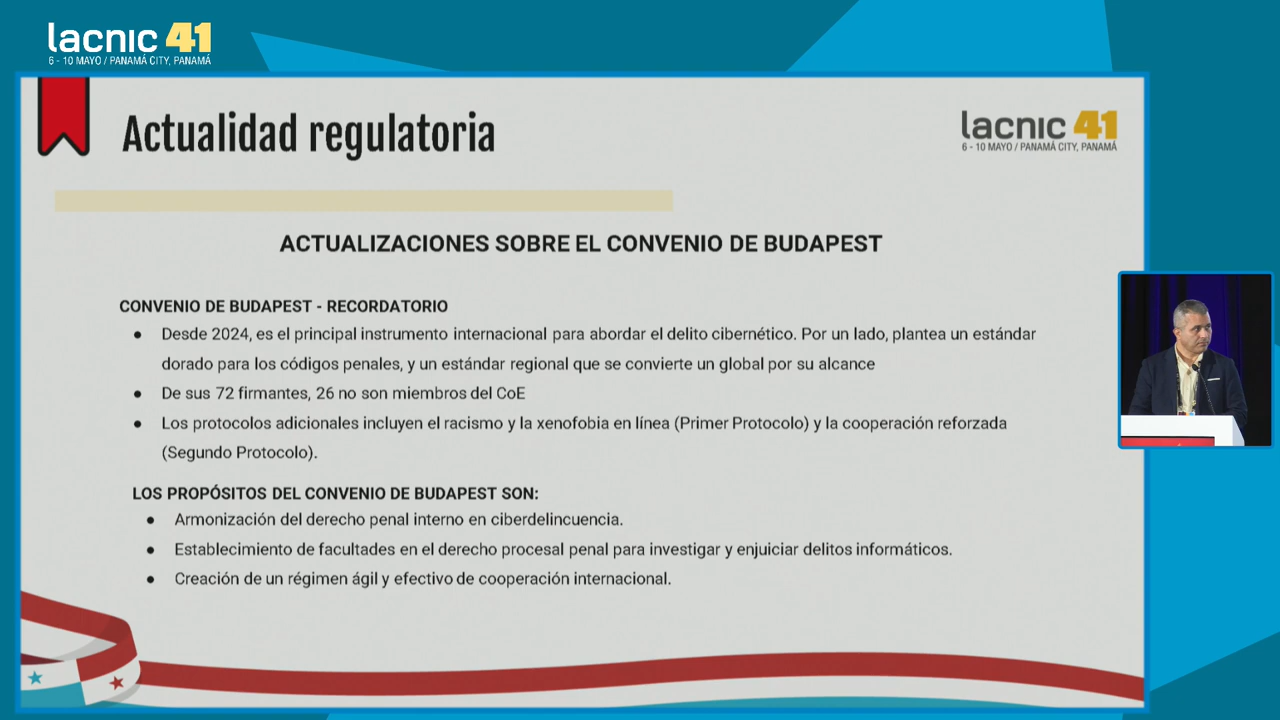 lacnic 41
6 - 10 MAYO / PANAMÁ CITY, PANAMÁ
Actualidad regulatoria
lacnic 41
6 - 10 MAYO / PANAMÁ CITY, PANAMÁ
ACTUALIZACIONES SOBRE EL CONVENIO DE BUDAPEST
CONVENIO DE BUDAPEST - RECORDATORIO
● Desde 2024, es el principal instrumento internacional para abordar el delito cibernético. Por un lado, plantea un estándar
dorado para los códigos penales, y un estándar regional que se convierte un global por su alcance
● De sus 72 firmantes, 26 no son miembros del CoE
● Los protocolos adicionales incluyen el racismo y la xenofobia en línea (Primer Protocolo) y la cooperación reforzada
(Segundo Protocolo).
LOS PROPÓSITOS DEL CONVENIO DE BUDAPEST SON:
● Armonización del derecho penal interno en ciberdelincuencia.
● Establecimiento de facultades en el derecho procesal penal para investigar y enjuiciar delitos informáticos.
● Creación de un régimen ágil y efectivo de cooperación internacional.